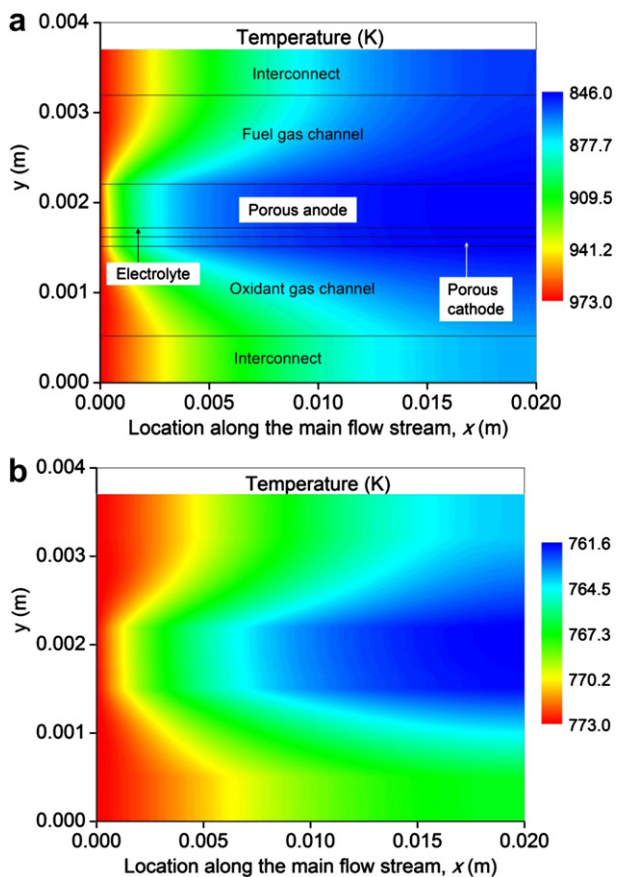 a
0.004
Temperature (K)
Interconnect
0.003
846.0
Fuel gas channel
877.7
y (m)
0.002
Porous anode
909.5
941.2
Electrolyte
Oxidant gas channel
Porous
cathode
973.0
0.001
Interconnect
0.000
0.000 0.005 0.010 0.015 0.020
Location along the main flow stream, x (m)
b
0.004
Temperature (K)
0.003
761.6
764.5
y (m)
0.002
767.3
770.2
0.001
773.0
0.000
0.000 0.005 0.010 0.015 0.020
Location along the main flow stream, x (m)